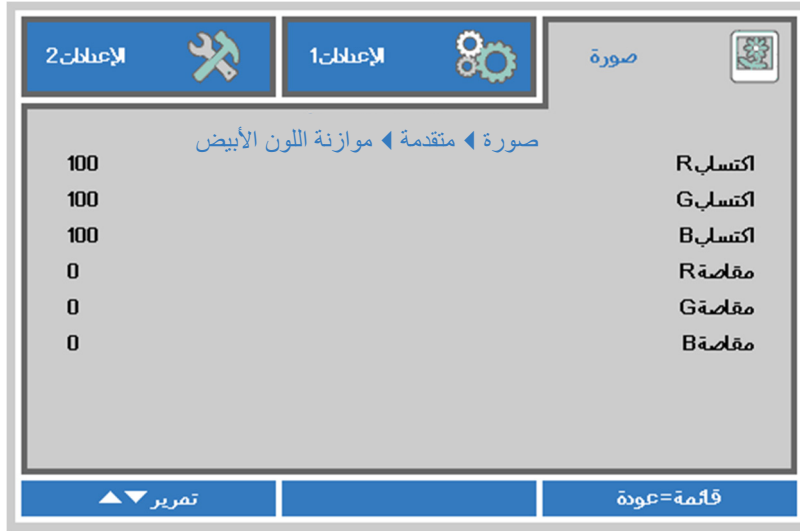 صورة
الإعدادات1
الإعدادات2
صورة ⏴ متقدمة ⏴ موازنة اللون الأبيض
اكتسابR 100
اكتسابG 100
اكتسابB 100
مقاصةR 0
مقاصةG 0
مقاصةB 0
قائمة=عودة
تمرير ▼▲